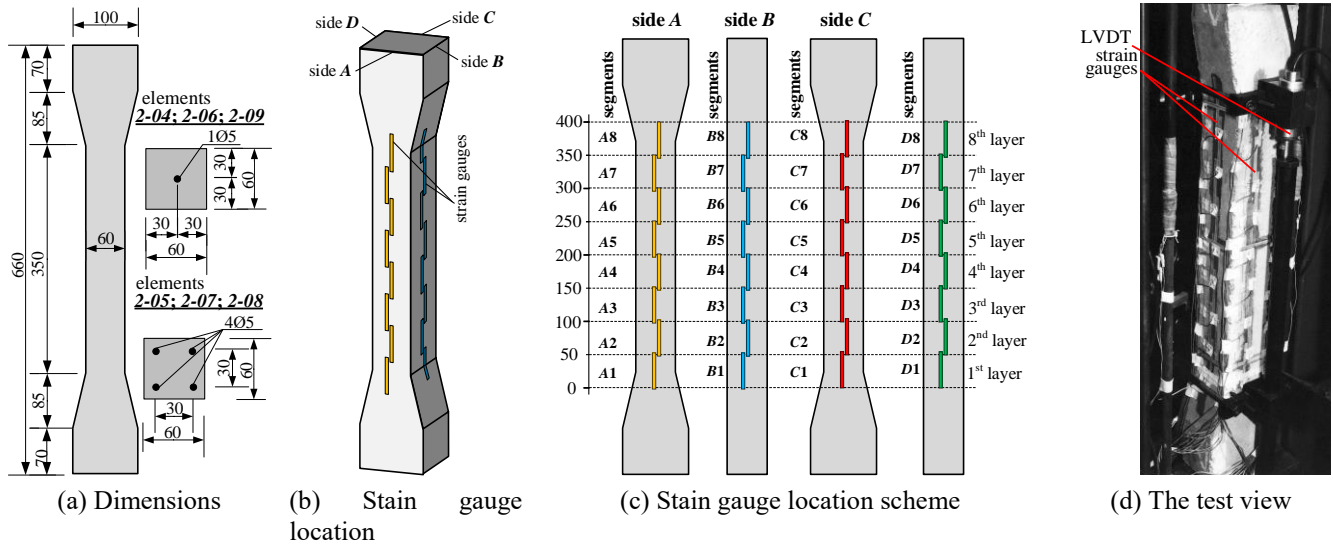 100
660
70
85
350
85
70
60
elements
2-04; 2-06; 2-09
1Ø5
30
30
60
30
30
60
elements
2-05; 2-07; 2-08
4Ø5
30
60
30
60
(a) Dimensions
side D
side C
side A
side B
strain gauges
(b) Stain gauge
location
side A
side B
side C
segments
segments
segments
segments
400
A8
B8
C8
D8
8th layer
350
A7
B7
C7
D7
7th layer
300
A6
B6
C6
D6
6th layer
250
A5
B5
C5
D5
5th layer
200
A4
B4
C4
D4
4th layer
150
A3
B3
C3
D3
3rd layer
100
A2
B2
C2
D2
2nd layer
50
A1
B1
C1
D1
1st layer
0
(c) Stain gauge location scheme
LVDT
strain
gauges
(d) The test view